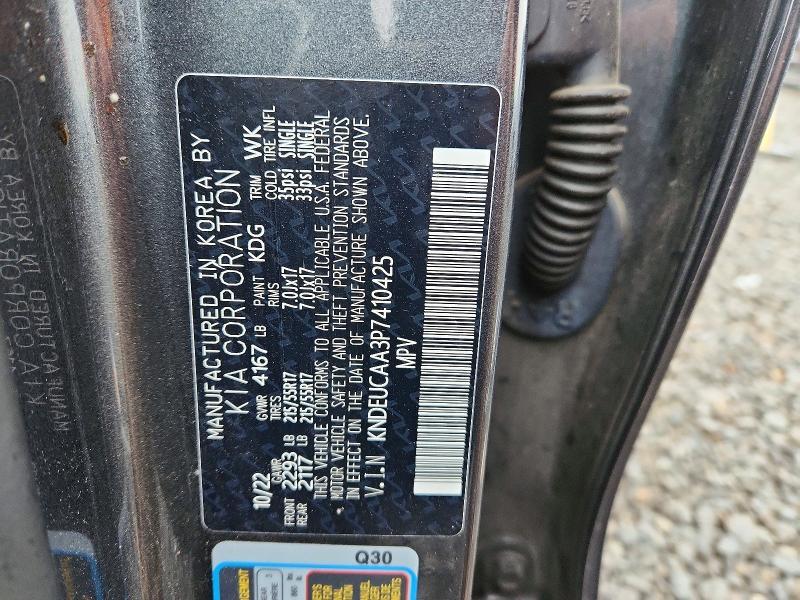 MANUFACTURED IN KOREA BY
KIA CORPORATION
10/22 GVWR 4167 LB PAINT KDG TRIM WK
GAWR TIRES RIMS COLD TIRE INFL
FRONT 2293 LB 215/55R17 7.0Jx17 35psi SINGLE
REAR 2117 LB 215/55R17 7.0Jx17 33psi SINGLE
THIS VEHICLE CONFORMS TO ALL APPLICABLE U.S.A. FEDERAL
MOTOR VEHICLE SAFETY AND THEFT PREVENTION STANDARDS
IN EFFECT ON THE DATE OF MANUFACTURE SHOWN ABOVE.
V.I.N KNDEUCAA3P7410425
MPV
Q30